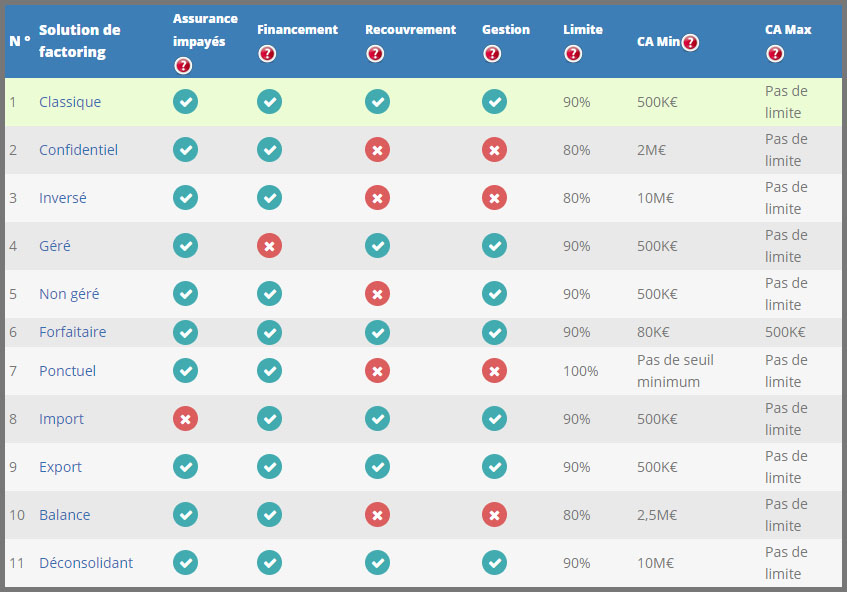 N ° Solution de factoring Assurance impayés ? Financement ? Recouvrement ? Gestion ? Limite ? CA Min ? CA Max ?
1 Classique 90% 500K€ Pas de limite
2 Confidentiel 80% 2M€ Pas de limite
3 Inversé 80% 10M€ Pas de limite
4 Géré 90% 500K€ Pas de limite
5 Non géré 90% 500K€ Pas de limite
6 Forfaitaire 90% 80K€ 500K€
7 Ponctuel 100% Pas de seuil minimum Pas de limite
8 Import 90% 500K€ Pas de limite
9 Export 90% 500K€ Pas de limite
10 Balance 80% 2,5M€ Pas de limite
11 Déconsolidant 90% 10M€ Pas de limite